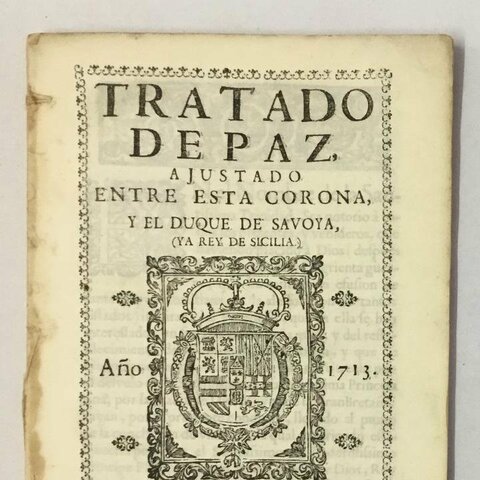 TRATADO
DE PAZ,
AJUSTADO
ENTRE ESTA CORONA,
Y EL DUQUE DE SAVOYA,
(YA REY DE SICILIA.)
Año 1713.